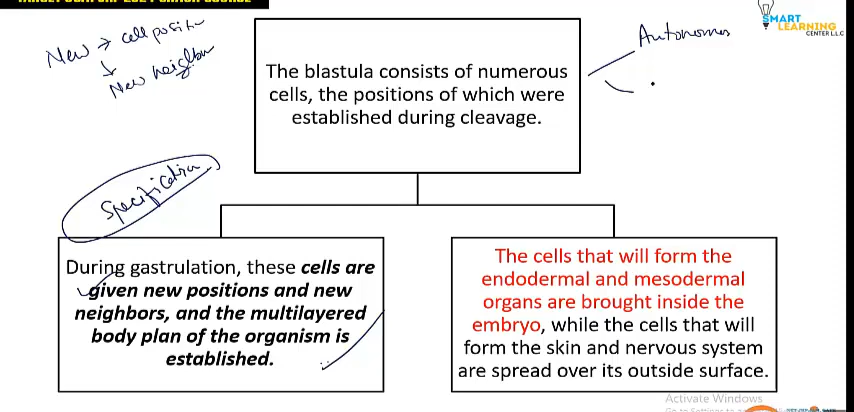 SMART
LEARNING
CENTER L.L.C
New → cell positi
New neighbor
Autonomus
The blastula consists of numerous
cells, the positions of which were
established during cleavage.
Specification
During gastrulation, these cells are
given new positions and new
neighbors, and the multilayered
body plan of the organism is
established.
The cells that will form the
endodermal and mesodermal
organs are brought inside the
embryo, while the cells that will
form the skin and nervous system
are spread over its outside surface.
Activate Windows